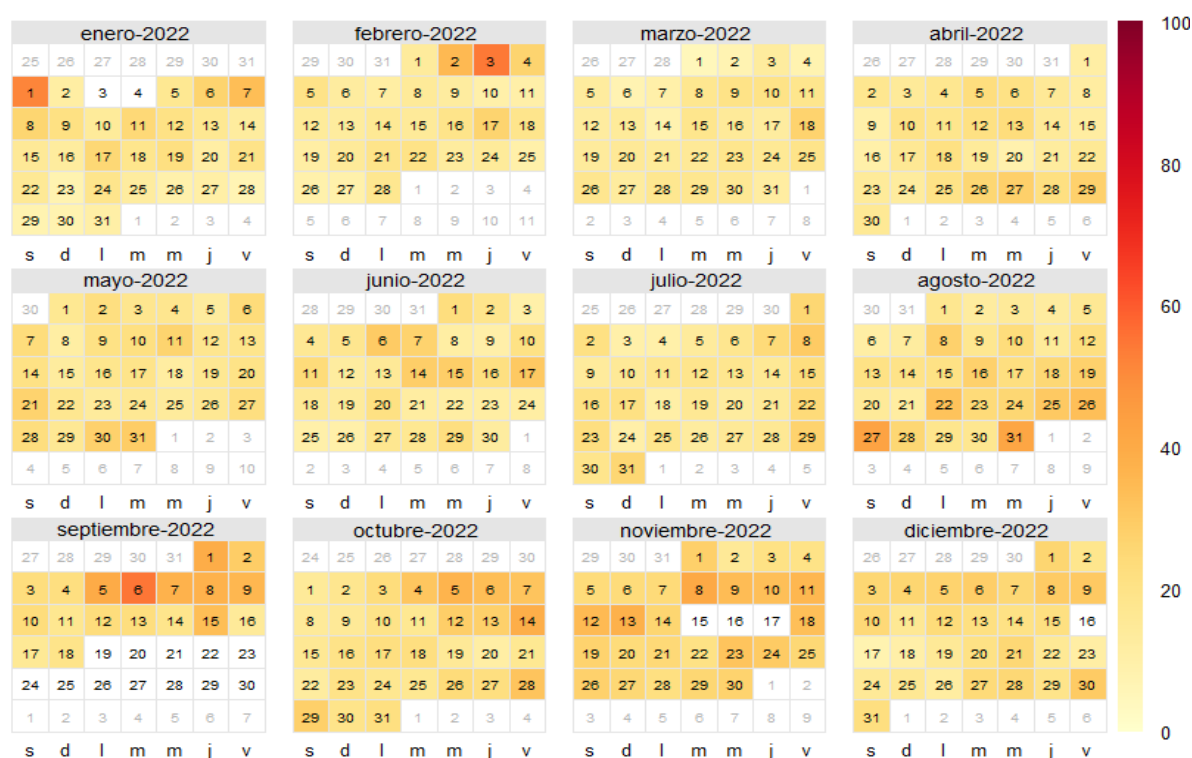 enero-2022 febrero-2022 marzo-2022 abril-2022 100
25 26 27 28 29 30 31 29 30 31 1 2 3 4 26 27 28 1 2 3 4 26 27 28 29 30 31 1
1 2 3 4 5 6 7 5 6 7 8 9 10 11 5 6 7 8 9 10 11 2 3 4 5 6 7 8
8 9 10 11 12 13 14 12 13 14 15 16 17 18 12 13 14 15 16 17 18 9 10 11 12 13 14 15
15 16 17 18 19 20 21 19 20 21 22 23 24 25 19 20 21 22 23 24 25 16 17 18 19 20 21 22
80
22 23 24 25 26 27 28 26 27 28 1 2 3 4 26 27 28 29 30 31 1 23 24 25 26 27 28 29
29 30 31 1 2 3 4 5 6 7 8 9 10 11 2 3 4 5 6 7 8 30 1 2 3 4 5 6
s d l m m j v s d l m m j v s d l m m j v s d l m m j v
mayo-2022 junio-2022 julio-2022 agosto-2022
30 1 2 3 4 5 6 28 29 30 31 1 2 3 25 26 27 28 29 30 1 30 31 1 2 3 4 5
60
7 8 9 10 11 12 13 4 5 6 7 8 9 10 2 3 4 5 6 7 8 6 7 8 9 10 11 12
14 15 16 17 18 19 20 11 12 13 14 15 16 17 9 10 11 12 13 14 15 13 14 15 16 17 18 19
21 22 23 24 25 26 27 18 19 20 21 22 23 24 16 17 18 19 20 21 22 20 21 22 23 24 25 26
28 29 30 31 1 2 3 25 26 27 28 29 30 1 23 24 25 26 27 28 29 27 28 29 30 31 1 2
40
4 5 6 7 8 9 10 2 3 4 5 6 7 8 30 31 1 2 3 4 5 3 4 5 6 7 8 9
s d l m m j v s d l m m j v s d l m m j v s d l m m j v
septiembre-2022 octubre-2022 noviembre-2022 diciembre-2022
27 28 29 30 31 1 2 24 25 26 27 28 29 30 29 30 31 1 2 3 4 26 27 28 29 30 1 2
3 4 5 6 7 8 9 1 2 3 4 5 6 7 5 6 7 8 9 10 11 3 4 5 6 7 8 9
20
10 11 12 13 14 15 16 8 9 10 11 12 13 14 12 13 14 15 16 17 18 10 11 12 13 14 15 16
17 18 19 20 21 22 23 15 16 17 18 19 20 21 19 20 21 22 23 24 25 17 18 19 20 21 22 23
24 25 26 27 28 29 30 22 23 24 25 26 27 28 26 27 28 29 30 1 2 24 25 26 27 28 29 30
1 2 3 4 5 6 7 29 30 31 1 2 3 4 3 4 5 6 7 8 9 31 1 2 3 4 5 6
0
s d l m m j v s d l m m j v s d l m m j v s d l m m j v